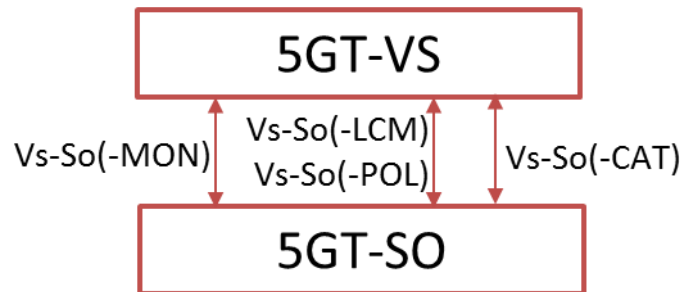 5GT-VS
Vs-So(-MON)
Vs-So(-LCM)
Vs-So(-POL)
Vs-So(-CAT)
5GT-SO